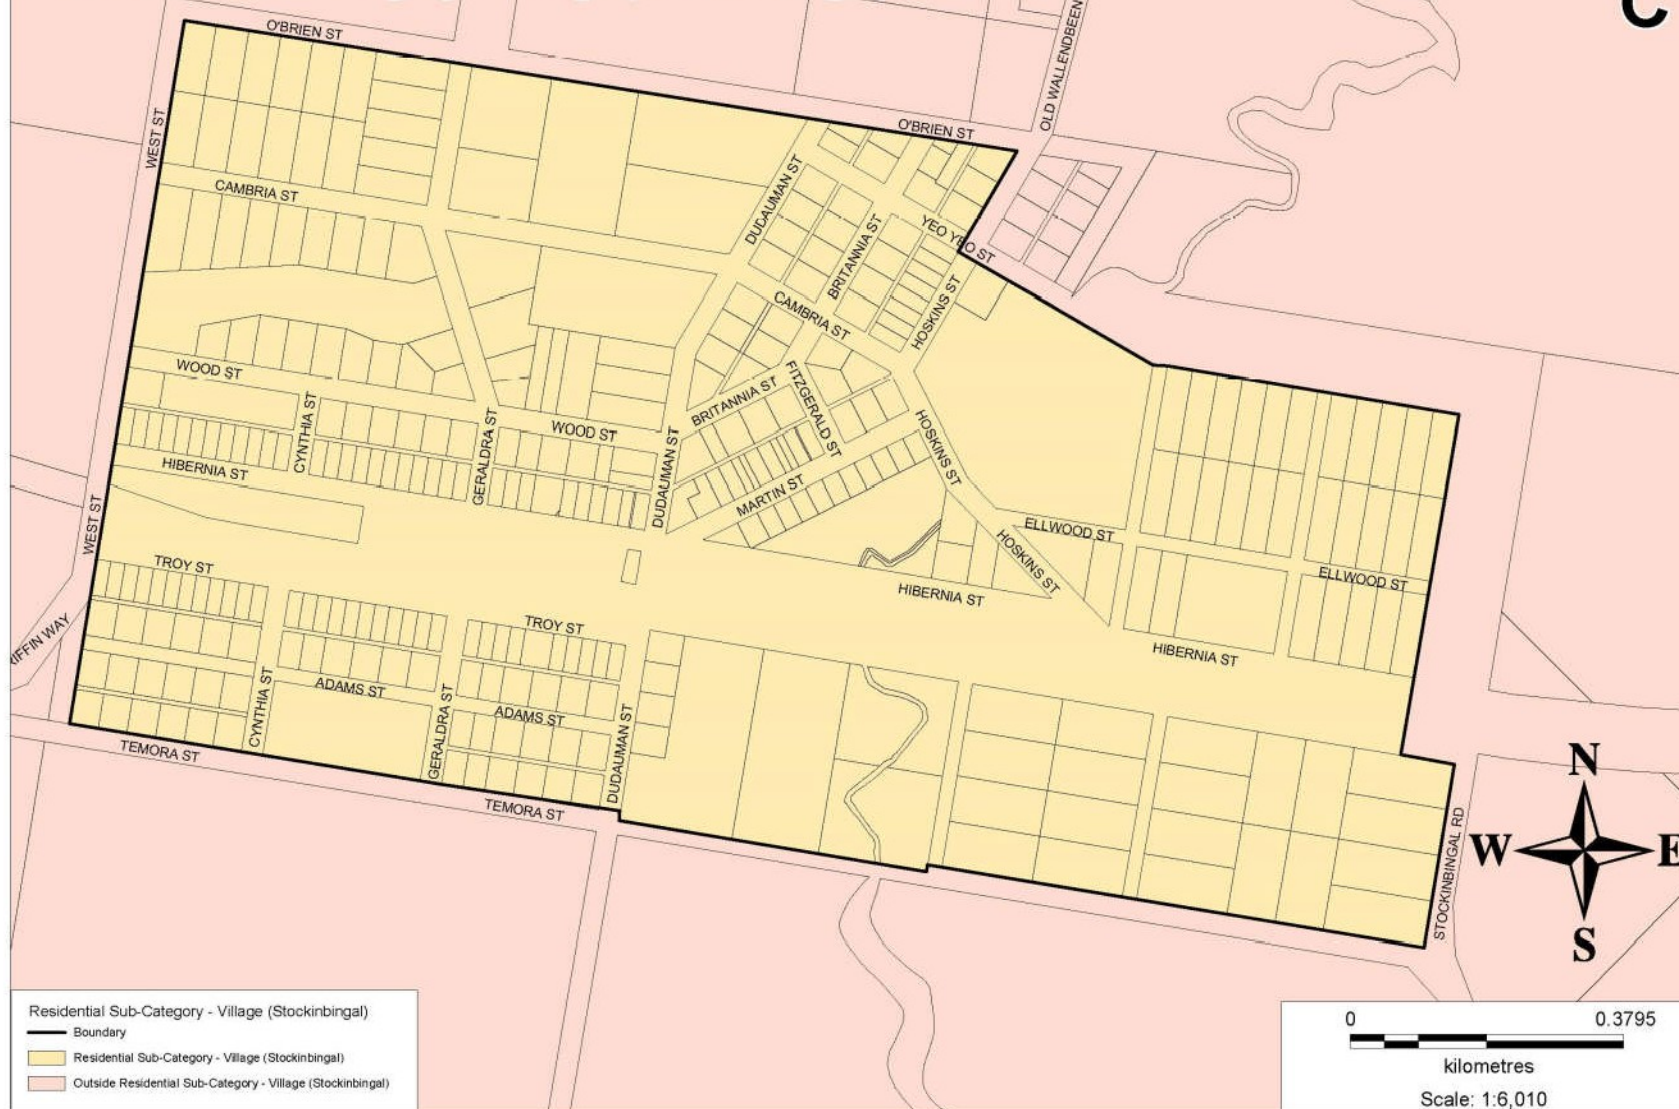 C
O'BRIEN ST
OLD WALLENDBEEN
O'BRIEN ST
WEST ST
CAMBRIA ST
DUDAUMAN ST
YEO YEO ST
BRITANNIA ST
CAMBRIA ST
HOSKINS ST
WOOD ST
FITZGERALD ST
BRITANNIA ST
CYNTHIA ST
GERALDRA ST
WOOD ST
DUDAUMAN ST
HOSKINS ST
HIBERNIA ST
MARTIN ST
WEST ST
ELLWOOD ST
HOSKINS ST
ELLWOOD ST
TROY ST
HIBERNIA ST
TROY ST
IFFIN WAY
HIBERNIA ST
CYNTHIA ST
ADAMS ST
GERALDRA ST
ADAMS ST
DUDAUMAN ST
TEMORA ST
TEMORA ST
STOCKINBINGAL RD
N
W
E
S
Residential Sub-Category - Village (Stockinbingal)
Boundary
Residential Sub-Category - Village (Stockinbingal)
Outside Residential Sub-Category - Village (Stockinbingal)
0 0.3795
kilometres
Scale: 1:6,010